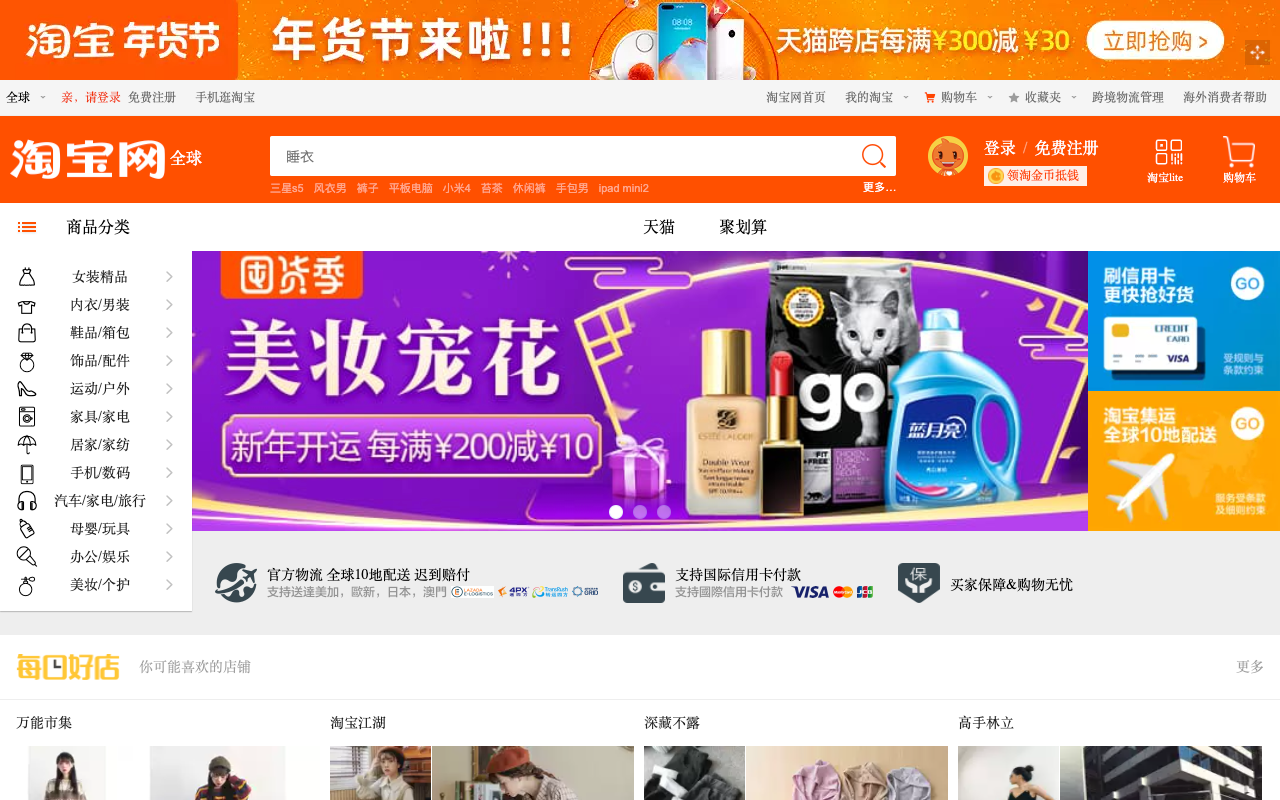 淘宝 年货节
年货节来啦!!!
天猫跨店每满¥300减 ¥30
立即抢购 >
全球
亲，请登录 免费注册 手机逛淘宝
淘宝网首页 我的淘宝 购物车 收藏夹 跨境物流管理 海外消费者帮助
淘宝网 全球
睡衣
三星s5 风衣男 裤子 平板电脑 小米4 苔茶 休闲裤 手包男 ipad mini2
更多...
登录 / 免费注册
领淘金币抵钱
淘宝lite
购物车
商品分类
天猫 聚划算
女装精品
内衣/男装
鞋品/箱包
饰品/配件
运动/户外
家具/家电
居家/家纺
手机/数码
汽车/家电/旅行
母婴/玩具
办公/娱乐
美妆/个护
囤货季
美妆宠花
新年开运 每满¥200减¥10
ESTEE LAUDER
Double Wear
go!
蓝月亮
刷信用卡
更快抢好货
GO
CREDIT
CARD
VISA
受规则与
条款约束
淘宝集运
全球10地配送
GO
服务受条款
及细则约束
官方物流 全球10地配送 迟到赔付
支持送達美加，歐新，日本，澳門
4PX
支持国际信用卡付款
支持國際信用卡付款 VISA
保
买家保障&购物无忧
每日好店
你可能喜欢的店铺
更多
万能市集
淘宝江湖
深藏不露
高手林立